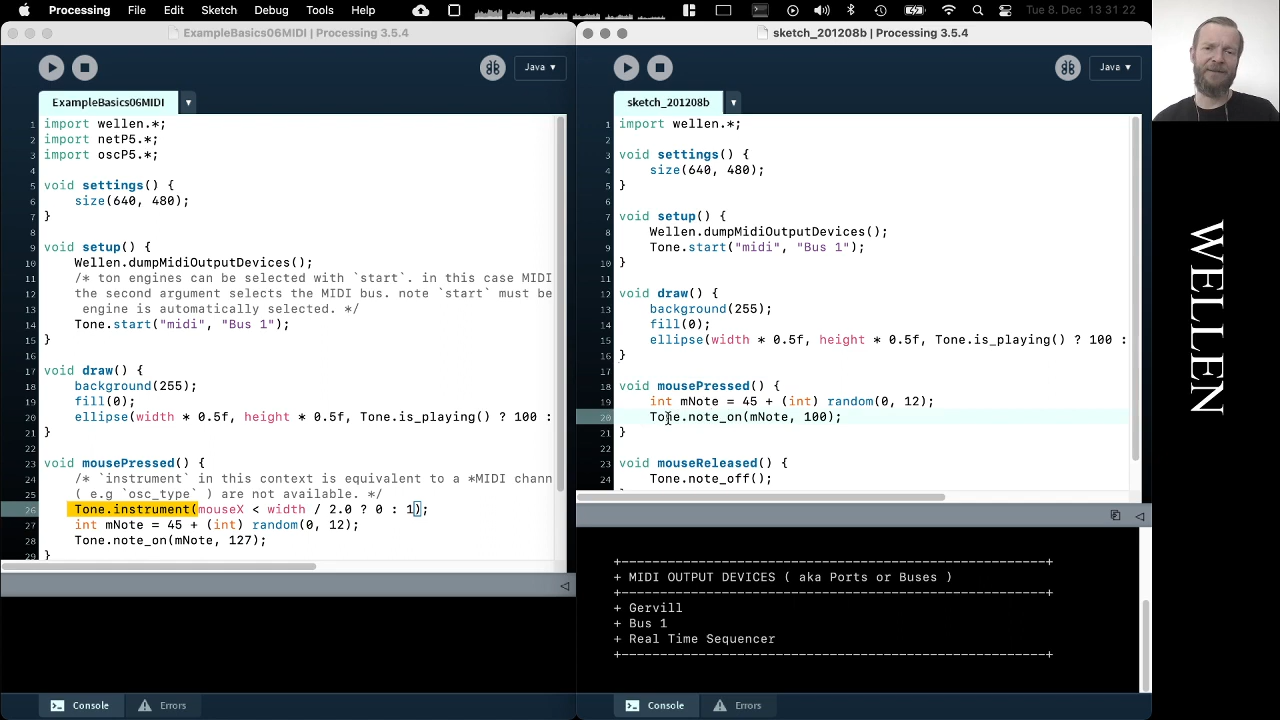 Processing File Edit Sketch Debug Tools Help Tue 8. Dec 13 31 22
ExampleBasics06MIDI | Processing 3.5.4
Java ▾
ExampleBasics06MIDI ▾
1 import wellen.*;
2 import netP5.*;
3 import oscP5.*;
4
5 void settings() {
6 size(640, 480);
7 }
8
9 void setup() {
10 Wellen.dumpMidiOutputDevices();
11 /* ton engines can be selected with `start`. in this case MIDI
12 the second argument selects the MIDI bus. note `start` must be
13 engine is automatically selected. */
14 Tone.start("midi", "Bus 1");
15 }
16
17 void draw() {
18 background(255);
19 fill(0);
20 ellipse(width * 0.5f, height * 0.5f, Tone.is_playing() ? 100 :
21 }
22
23 void mousePressed() {
24 /* `instrument` in this context is equivalent to a *MIDI chann
25 ( e.g `osc_type` ) are not available. */
26 Tone.instrument(mouseX < width / 2.0 ? 0 : 1);
27 int mNote = 45 + (int) random(0, 12);
28 Tone.note_on(mNote, 127);
29 }
Console Errors
sketch_201208b | Processing 3.5.4
Java ▾
sketch_201208b ▾
1 import wellen.*;
2
3 void settings() {
4 size(640, 480);
5 }
6
7 void setup() {
8 Wellen.dumpMidiOutputDevices();
9 Tone.start("midi", "Bus 1");
10 }
11
12 void draw() {
13 background(255);
14 fill(0);
15 ellipse(width * 0.5f, height * 0.5f, Tone.is_playing() ? 100 :
16 }
17
18 void mousePressed() {
19 int mNote = 45 + (int) random(0, 12);
20 Tone.note_on(mNote, 100);
21 }
22
23 void mouseReleased() {
24 Tone.note_off();
+------------------------------------------------------+
+ MIDI OUTPUT DEVICES ( aka Ports or Buses )
+------------------------------------------------------+
+ Gervill
+ Bus 1
+ Real Time Sequencer
+------------------------------------------------------+
Console Errors
WELLEN